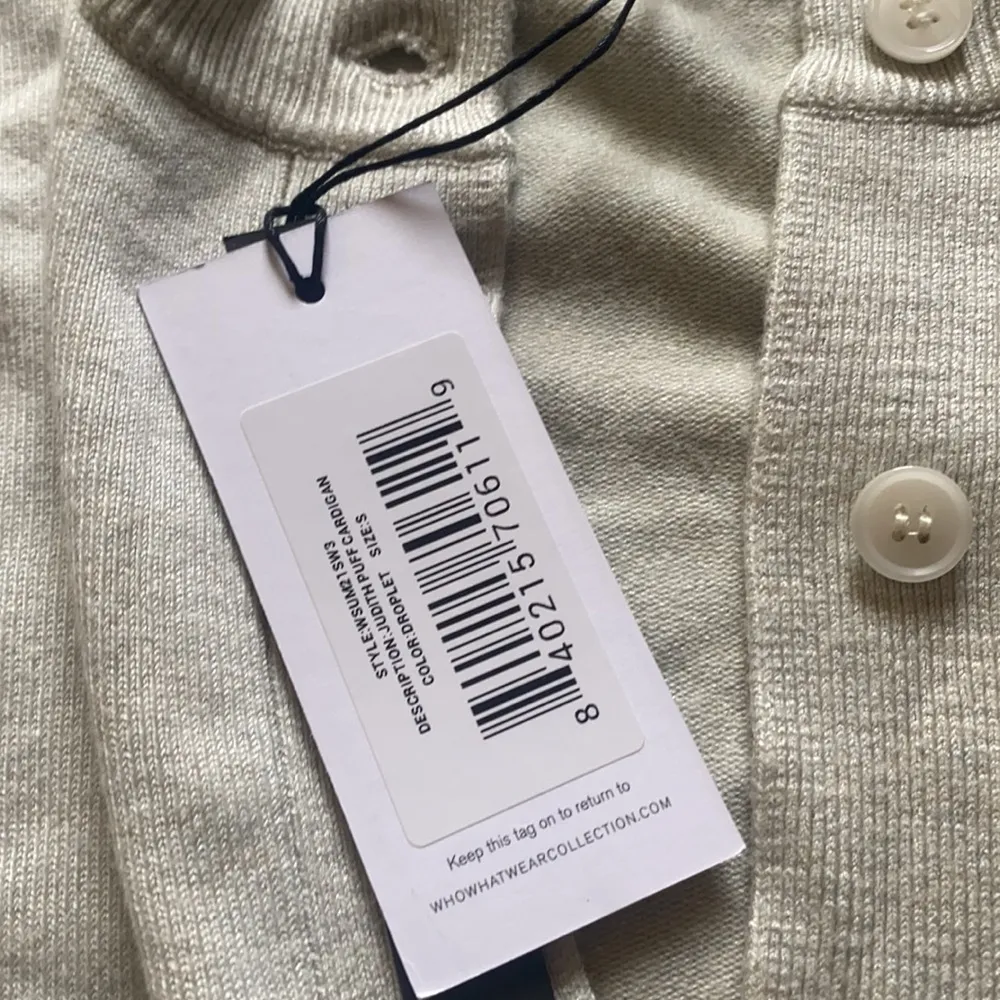 STYLE:WSUM21SW3
DESCRIPTION:JUDITH PUFF CARDIGAN
COLOR:DROPLET SIZE:S
8 40215 70611 9
Keep this tag on to return to
WHOWHATWEARCOLLECTION.COM